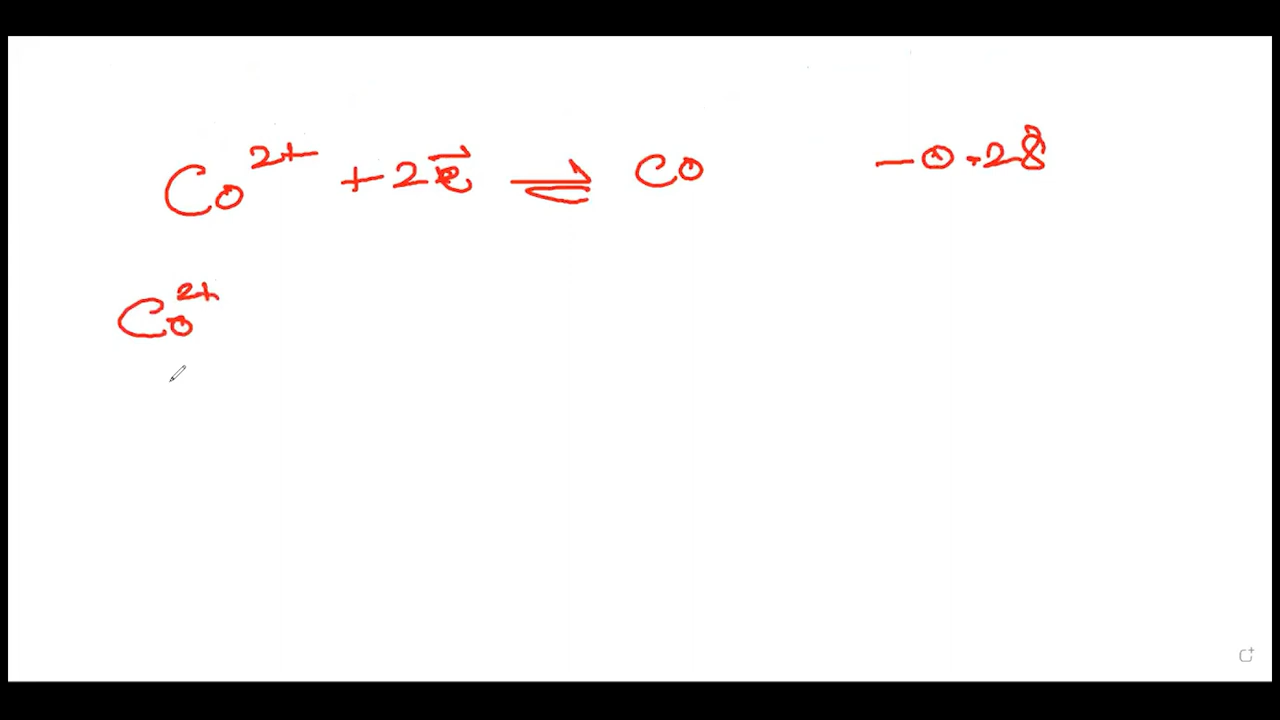 Co²⁺ + 2e⁻ ⇌ Co -0.28
Co²⁺
C⁺